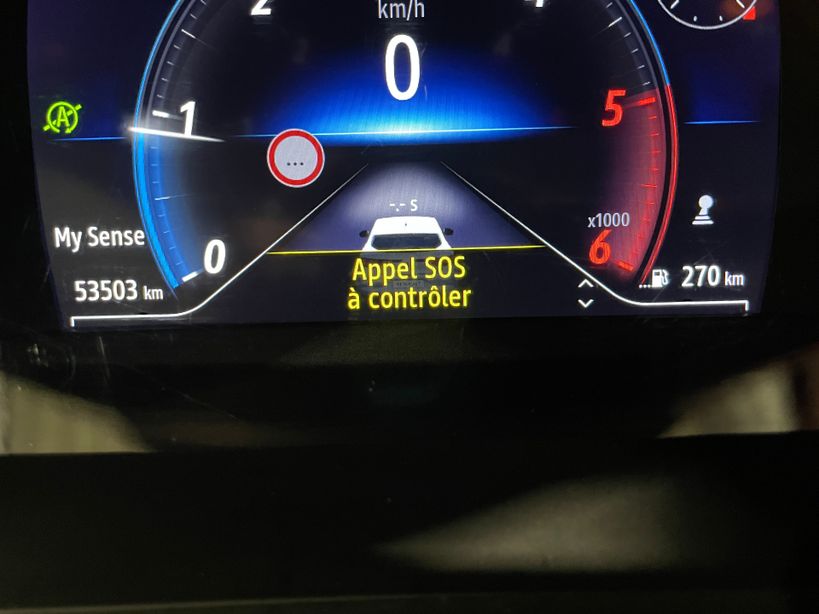 km/h
0
1
5
...
-.- S
x1000
My Sense
0
6
Appel SOS
à contrôler
53503 km
...
270 km
A